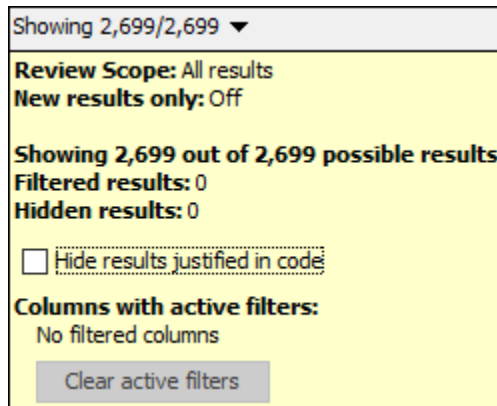 Showing 2,699/2,699
Review Scope: All results
New results only: Off
Showing 2,699 out of 2,699 possible results
Filtered results: 0
Hidden results: 0
Hide results justified in code
Columns with active filters:
No filtered columns
Clear active filters